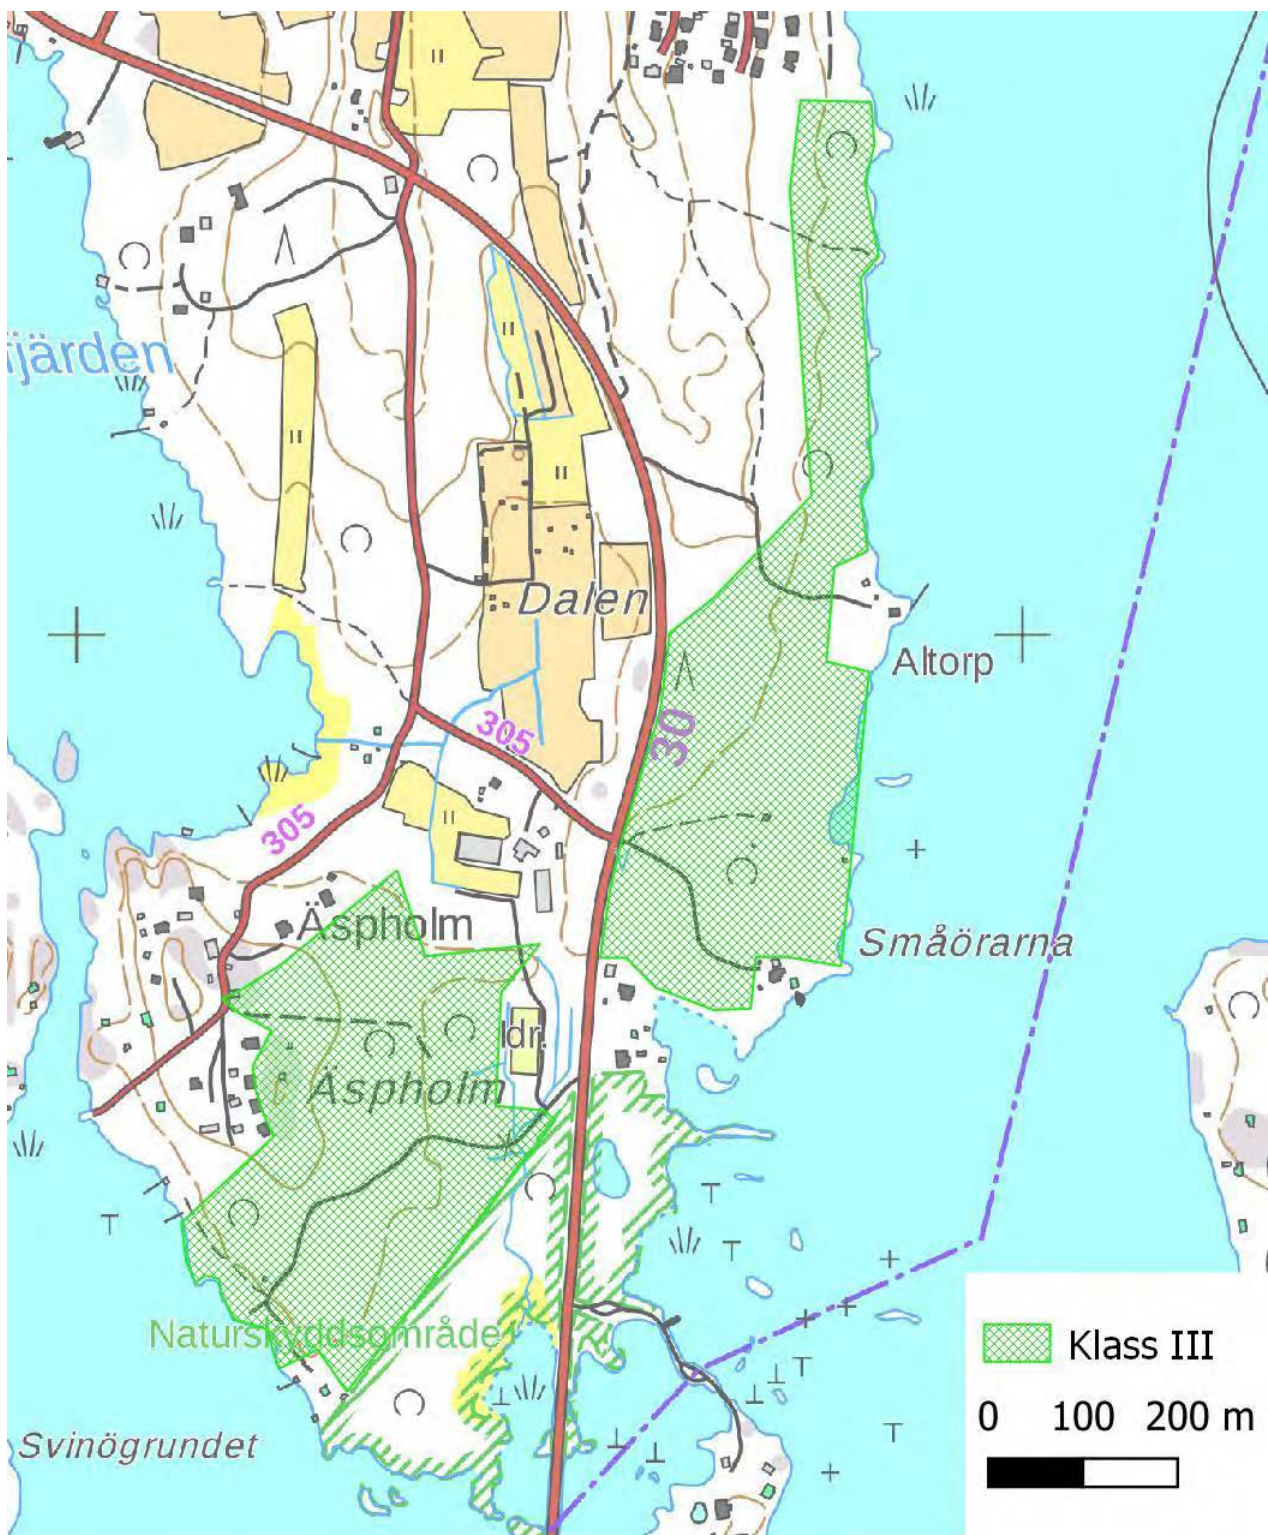 fjärden
Dalen
Altorp
305
30
305
Äspholm
Småörarna
Idr.
Äspholm
Naturskyddsområde
Klass III
0 100 200 m
Svinögrundet